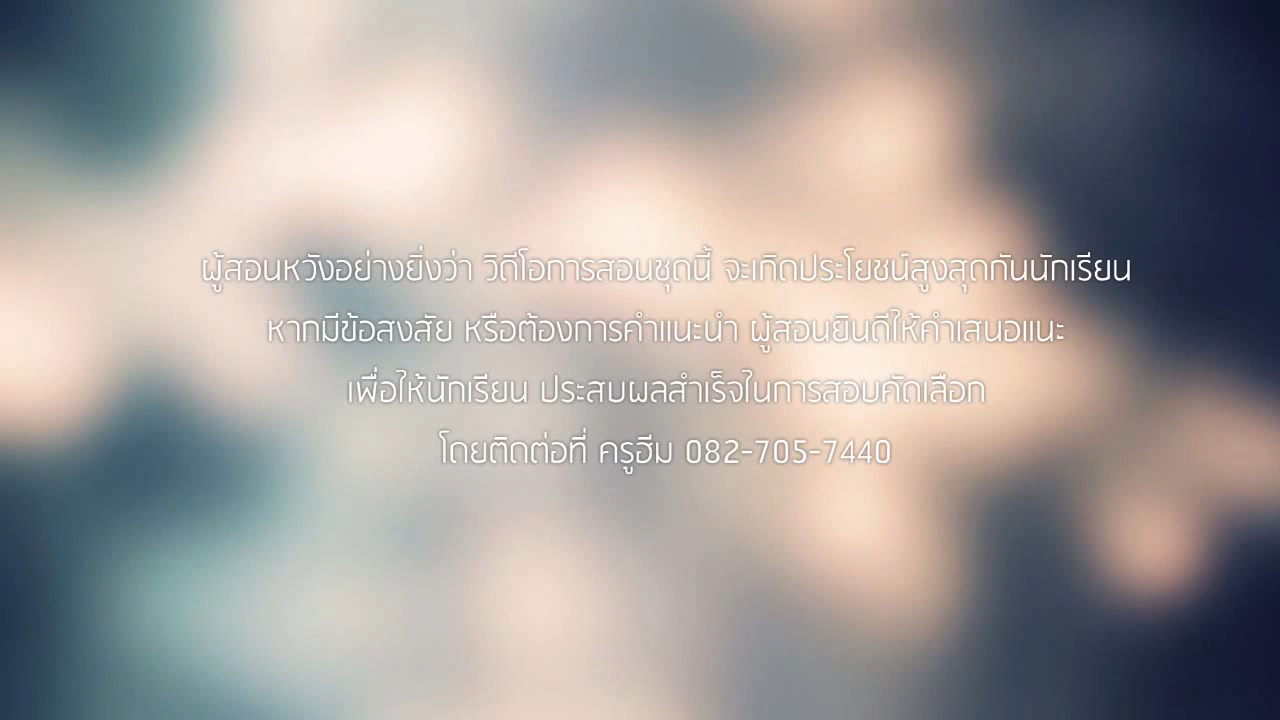 ผู้สอนหวังอย่างยิ่งว่า วิดีโอการสอนชุดนี้ จะเกิดประโยชน์สูงสุดกันนักเรียน
หากมีข้อสงสัย หรือต้องการคำแนะนำ ผู้สอนยินดีให้คำเสนอแนะ
เพื่อให้นักเรียน ประสบผลสำเร็จในการสอบคัดเลือก
โดยติดต่อที่ ครูฮีม 082-705-7440